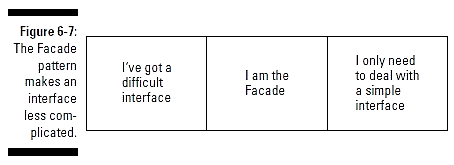 Figure 6-7:
The Facade
pattern
makes an
interface
less com-
plicated.
I've got a
difficult
interface
I am the
Facade
I only need
to deal with
a simple
interface